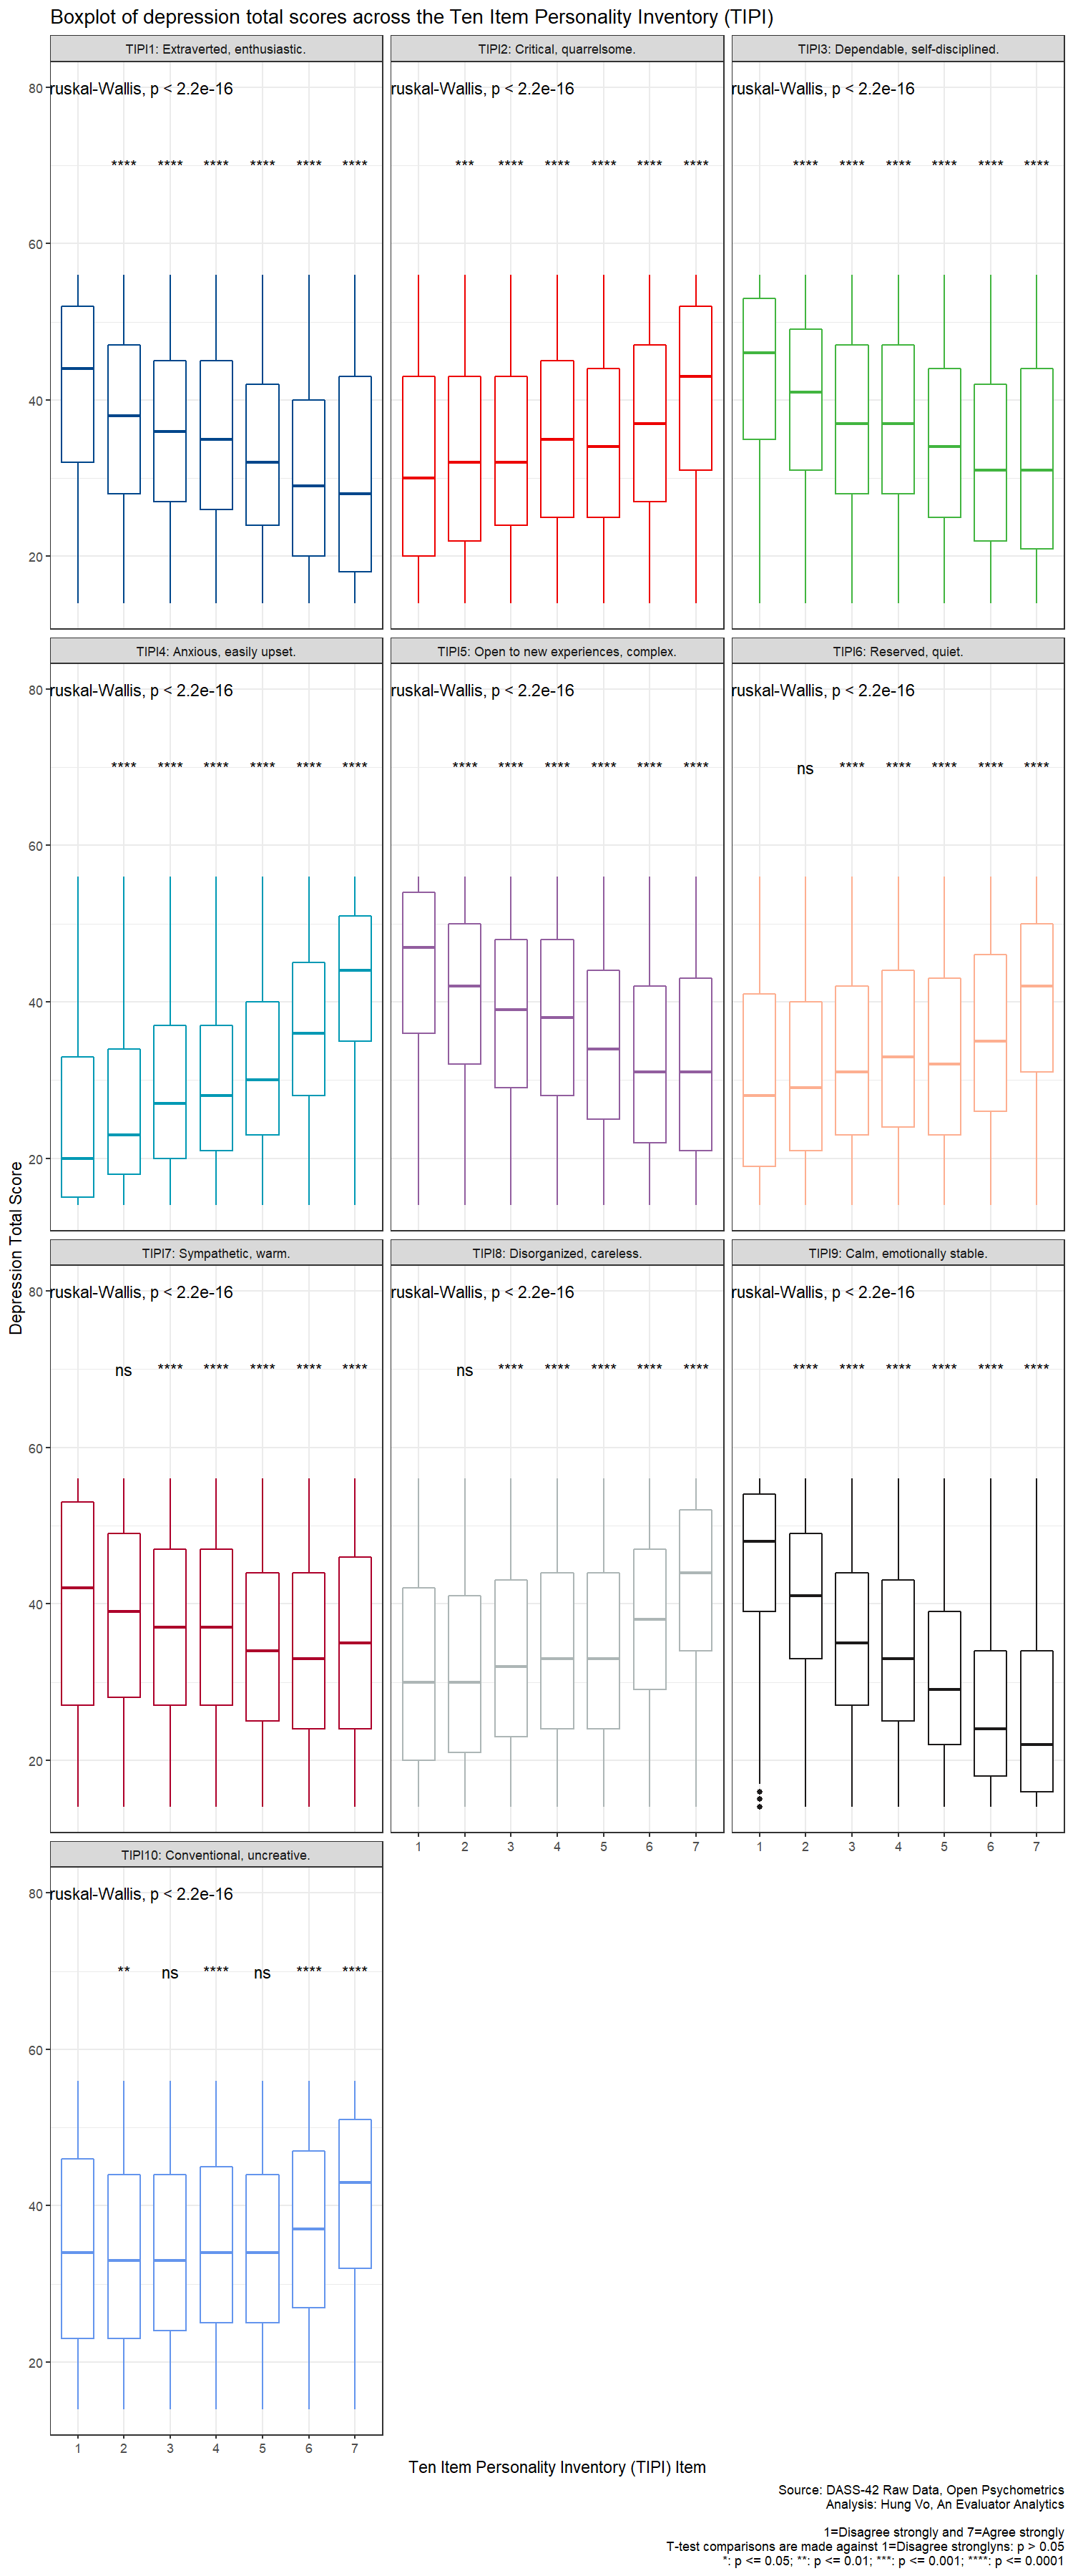 Boxplot of depression total scores across the Ten Item Personality Inventory (TIPI)
TIPI1: Extraverted, enthusiastic.
TIPI2: Critical, quarrelsome.
TIPI3: Dependable, self-disciplined.
80
ruskal-Wallis, p < 2.2e-16
ruskal-Wallis, p < 2.2e-16
ruskal-Wallis, p < 2.2e-16
**** **** **** **** **** ****
*** **** **** **** **** ****
**** **** **** **** **** ****
60
40
20
TIPI4: Anxious, easily upset.
TIPI5: Open to new experiences, complex.
TIPI6: Reserved, quiet.
80
ruskal-Wallis, p < 2.2e-16
ruskal-Wallis, p < 2.2e-16
ruskal-Wallis, p < 2.2e-16
**** **** **** **** **** ****
**** **** **** **** **** ****
ns **** **** **** **** ****
60
40
20
Depression Total Score
TIPI7: Sympathetic, warm.
TIPI8: Disorganized, careless.
TIPI9: Calm, emotionally stable.
80
ruskal-Wallis, p < 2.2e-16
ruskal-Wallis, p < 2.2e-16
ruskal-Wallis, p < 2.2e-16
ns **** **** **** **** ****
ns **** **** **** **** ****
**** **** **** **** **** ****
60
40
20
1 2 3 4 5 6 7
1 2 3 4 5 6 7
TIPI10: Conventional, uncreative.
80
ruskal-Wallis, p < 2.2e-16
** ns **** ns **** ****
60
40
20
1 2 3 4 5 6 7
Ten Item Personality Inventory (TIPI) Item
Source: DASS-42 Raw Data, Open Psychometrics
Analysis: Hung Vo, An Evaluator Analytics
1=Disagree strongly and 7=Agree strongly
T-test comparisons are made against 1=Disagree stronglyns: p > 0.05
*: p <= 0.05; **: p <= 0.01; ***: p <= 0.001; ****: p <= 0.0001